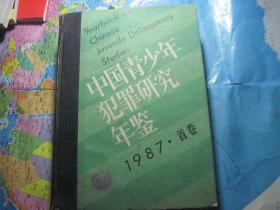 Yearbook
Chinese
Juvenile Delinquency
Studies
中国青少年
犯罪研究
年鉴
1987·首卷